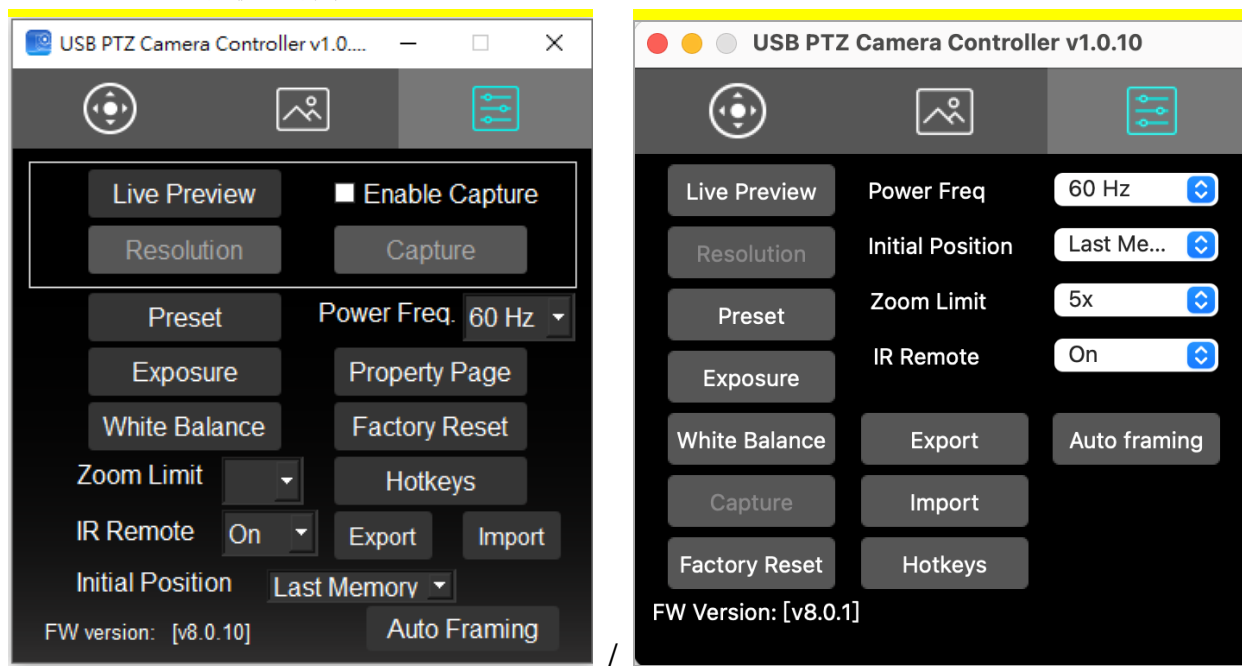 USB PTZ Camera Controller v1.0....
Live Preview
Enable Capture
Resolution
Capture
Preset
Power Freq.
60 Hz
Exposure
Property Page
White Balance
Factory Reset
Zoom Limit
Hotkeys
IR Remote
On
Export
Import
Initial Position
Last Memory
FW version: [v8.0.10]
Auto Framing
/
USB PTZ Camera Controller v1.0.10
Live Preview
Power Freq
60 Hz
Resolution
Initial Position
Last Me...
Preset
Zoom Limit
5x
Exposure
IR Remote
On
White Balance
Export
Auto framing
Capture
Import
Factory Reset
Hotkeys
FW Version: [v8.0.1]